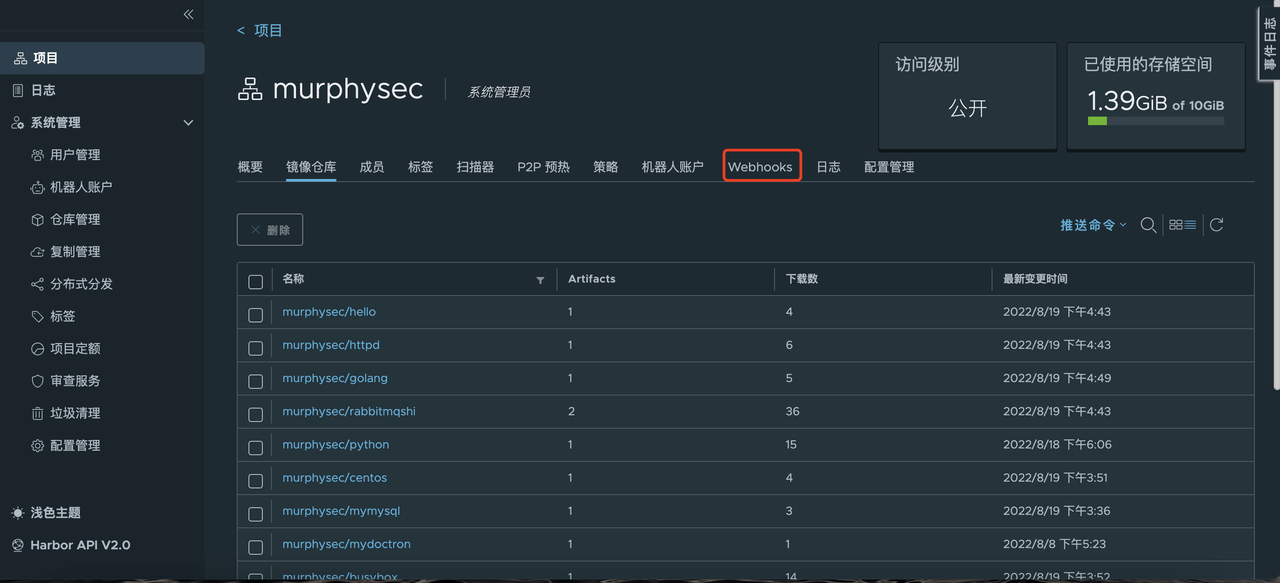 项目
日志
系统管理
用户管理
机器人账户
仓库管理
复制管理
分布式分发
标签
项目定额
审查服务
垃圾清理
配置管理
浅色主题
Harbor API V2.0
< 项目
murphysec 系统管理员
访问级别
公开
已使用的存储空间
1.39GiB of 10GiB
事件日志
概要 镜像仓库 成员 标签 扫描器 P2P 预热 策略 机器人账户 Webhooks 日志 配置管理
× 删除 推送命令
名称 Artifacts 下载数 最新变更时间
murphysec/hello 1 4 2022/8/19 下午4:43
murphysec/httpd 1 6 2022/8/19 下午4:43
murphysec/golang 1 5 2022/8/19 下午4:49
murphysec/rabbitmqshi 2 36 2022/8/19 下午4:43
murphysec/python 1 15 2022/8/18 下午6:06
murphysec/centos 1 4 2022/8/19 下午3:51
murphysec/mymysql 1 3 2022/8/19 下午3:36
murphysec/mydoctron 1 1 2022/8/8 下午5:23
murphysec/busybox 1 14 2022/8/19 下午3:52